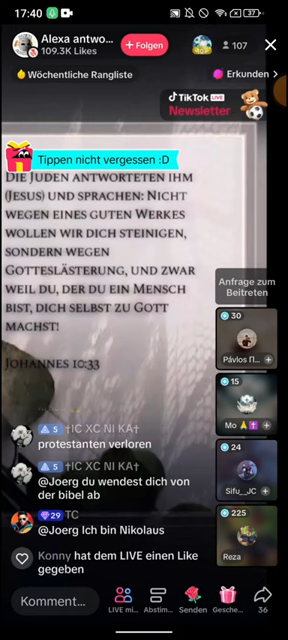 17:40
37
Alexa antwo...
109.3K Likes
+ Folgen
107
Wöchentliche Rangliste
Erkunden >
TikTok LIVE
Newsletter
Tippen nicht vergessen :D
DIE JUDEN ANTWORTETEN IHM
(JESUS) UND SPRACHEN: NICHT
WEGEN EINES GUTEN WERKES
WOLLEN WIR DICH STEINIGEN,
SONDERN WEGEN
GOTTESLÄSTERUNG, UND ZWAR
WEIL DU, DER DU EIN MENSCH
BIST, DICH SELBST ZU GOTT
MACHST!
JOHANNES 10:33
Anfrage zum
Beitreten
30
Pávlos Π...
15
Mo 🙏✝️
24
Sifu__JC
225
Reza
5 †IC XC NI KA†
protestanten verloren
5 †IC XC NI KA†
@Joerg du wendest dich von
der bibel ab
29 TC
@Joerg Ich bin Nikolaus
Konny hat dem LIVE einen Like
gegeben
Komment...
LIVE mi...
Abstim...
Senden
Gesche...
36